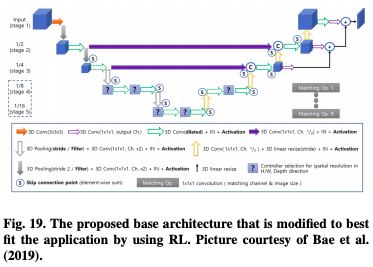 Input
(stage 1)
1/2
(stage 2)
1/4
(stage 3)
1/8
(stage 4)
1/16
(stage 5)
S
S
C
S
C
S
S
?
?
?
?
?
?
S
S
S
S
Matching Op. 1
Matching Op. 9
3D Conv(3x3x3)
3D Conv(1x1x1, output Ch.)
3D Conv(dilated) + IN + Activation
3D Conv(1x1x1, Ch. ) + IN + Activation
3D Pooling(stride / Filter) + 3D Conv(1x1x1, Ch. x2) + IN + Activation
3D Conv(1x1x1, Ch. ) + 3D linear resize(stride) + IN + Activation
3D Pooling(stride 2 / Filter) + 3D Conv(1x1x1, Ch. x2) + IN + Activation
3D linear resize
? Controller selection for spatial resolution in H/W, Depth direction
S Skip connection point (element-wise sum)
Matching Op. 1x1x1 convolution ( matching channel & image size )
Fig. 19. The proposed base architecture that is modified to best
fit the application by using RL. Picture courtesy of Bae et al.
(2019).